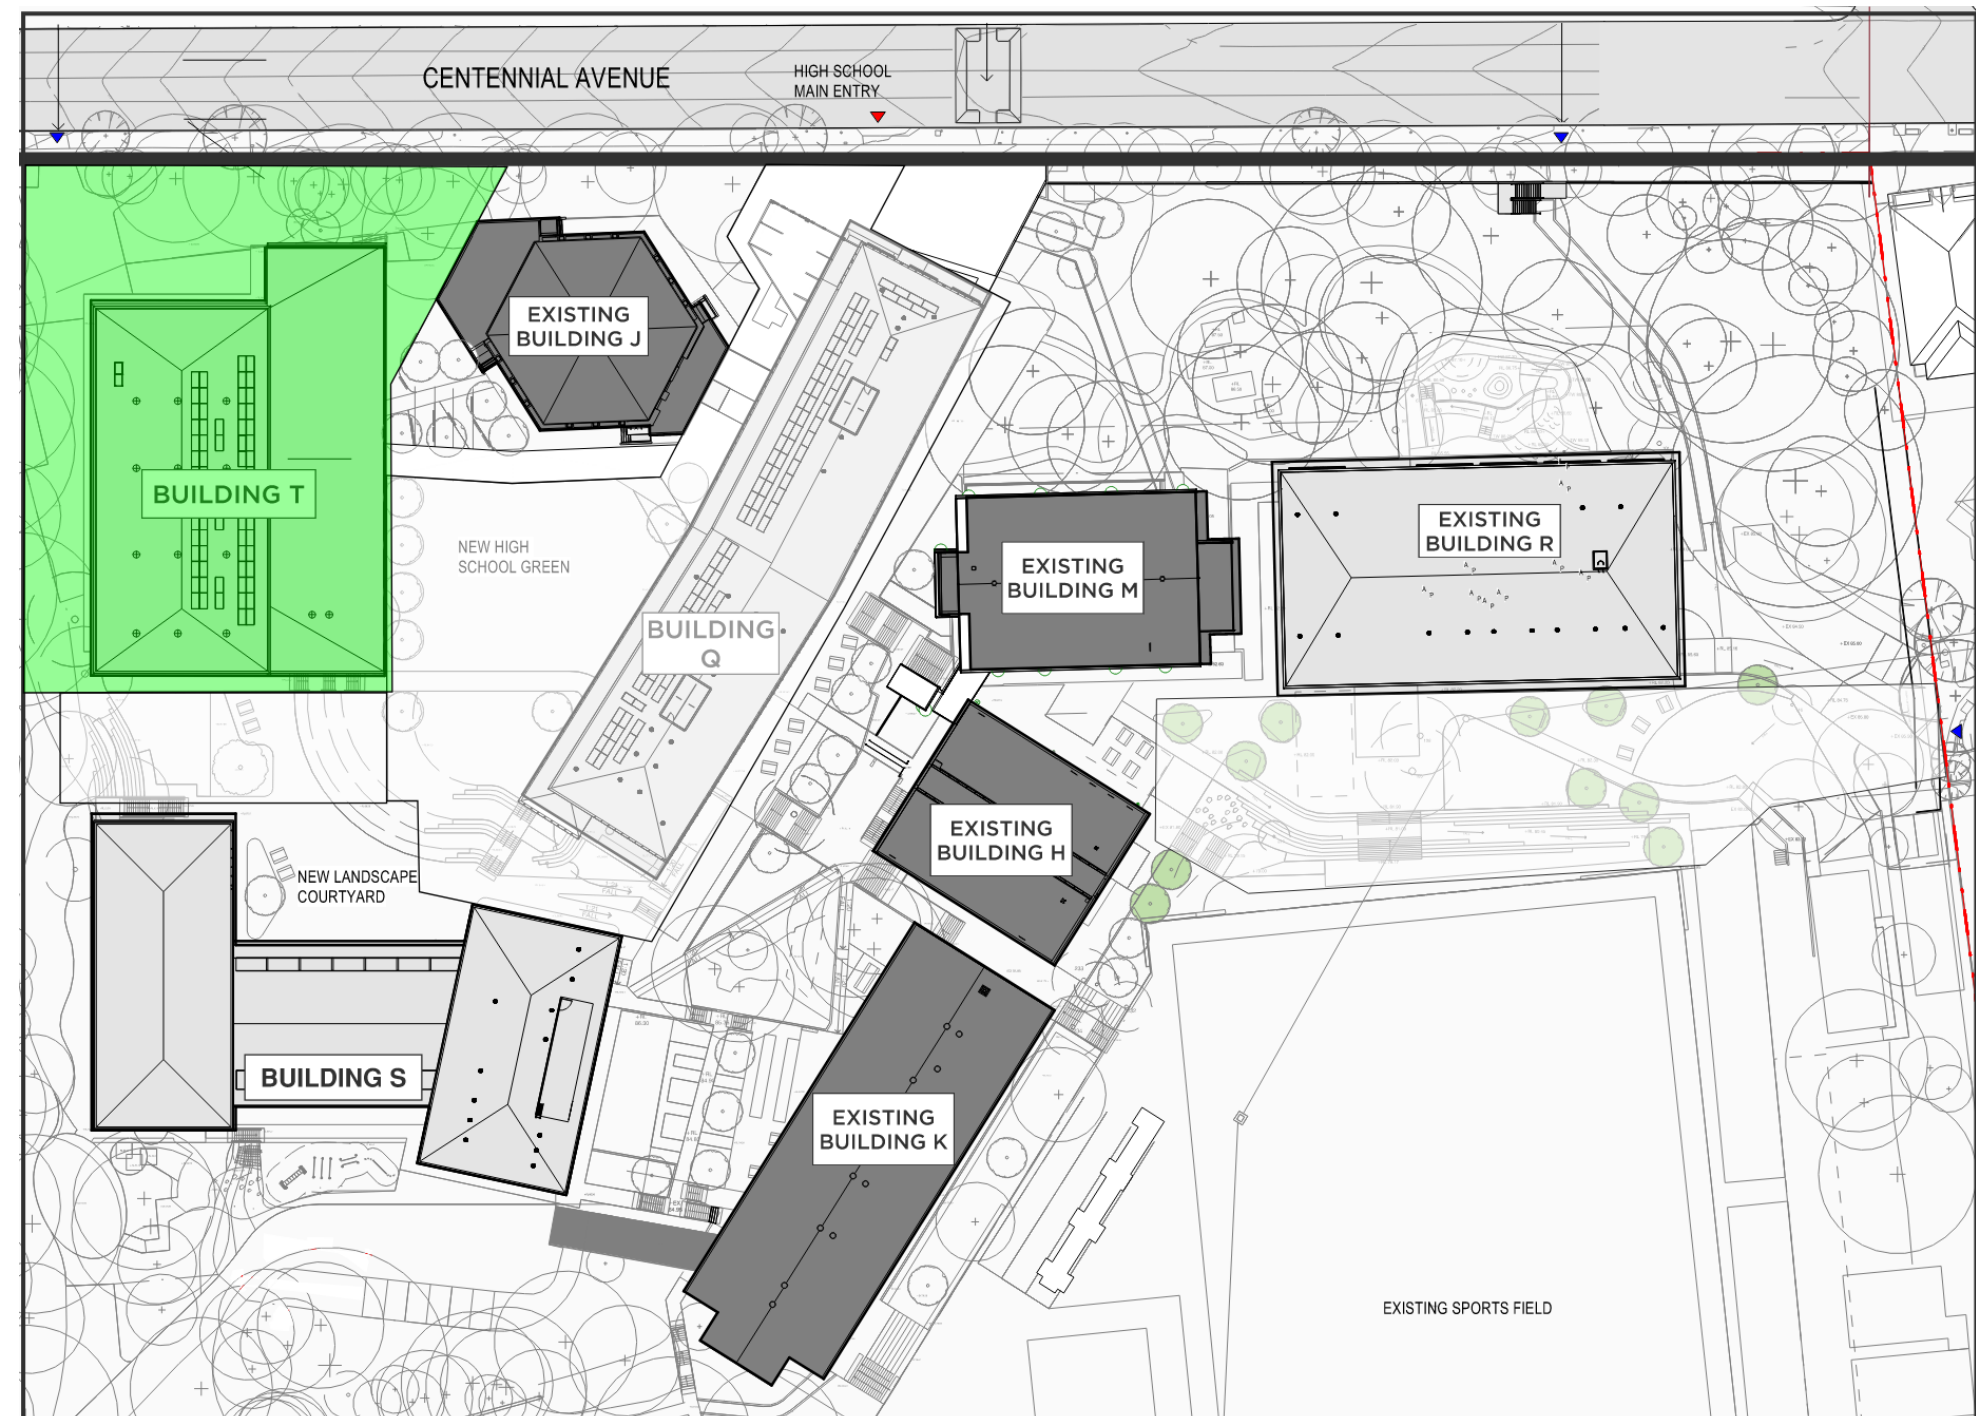 CENTENNIAL AVENUE
HIGH SCHOOL
MAIN ENTRY
EXISTING
BUILDING J
BUILDING T
NEW HIGH
SCHOOL GREEN
BUILDING
Q
EXISTING
BUILDING M
EXISTING
BUILDING R
EXISTING
BUILDING H
NEW LANDSCAPE
COURTYARD
BUILDING S
EXISTING
BUILDING K
EXISTING SPORTS FIELD